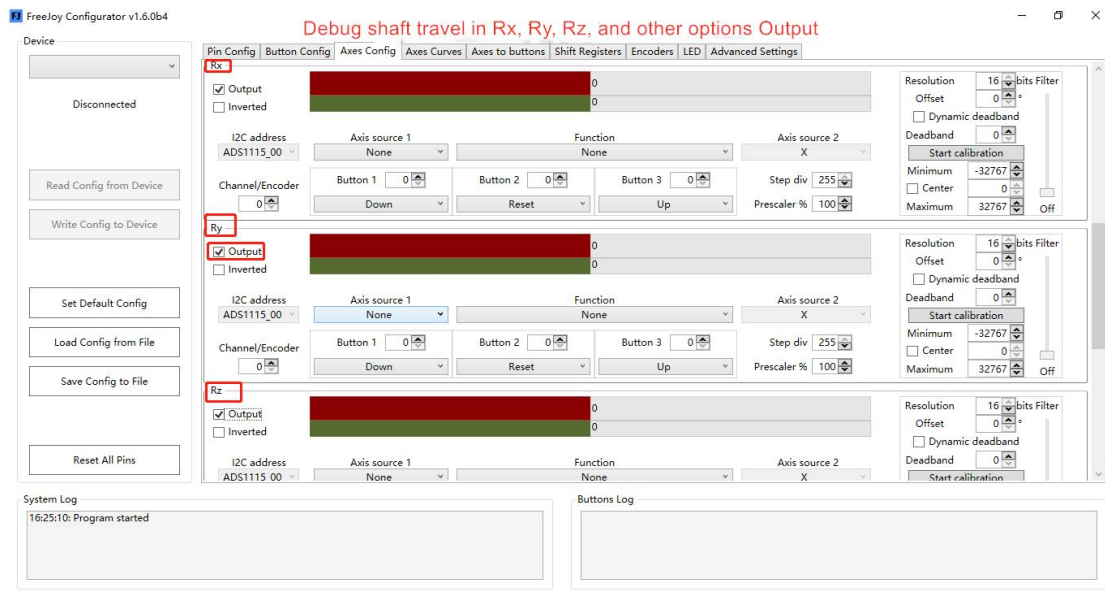 FJ FreeJoy Configurator v1.6.0b4
Debug shaft travel in Rx, Ry, Rz, and other options Output
Device
Disconnected
Read Config from Device
Write Config to Device
Set Default Config
Load Config from File
Save Config to File
Reset All Pins
Pin Config Button Config Axes Config Axes Curves Axes to buttons Shift Registers Encoders LED Advanced Settings
Rx
Output
Inverted
0
0
I2C address Axis source 1 Function Axis source 2
ADS1115_00 None None X
Channel/Encoder Button 1 0 Button 2 0 Button 3 0 Step div 255
0 Down Reset Up Prescaler % 100
Resolution 16 bits Filter
Offset 0 °
Dynamic deadband
Deadband 0
Start calibration
Minimum -32767
Center 0
Maximum 32767 Off
Ry
Output
Inverted
0
0
I2C address Axis source 1 Function Axis source 2
ADS1115_00 None None X
Channel/Encoder Button 1 0 Button 2 0 Button 3 0 Step div 255
0 Down Reset Up Prescaler % 100
Resolution 16 bits Filter
Offset 0 °
Dynamic deadband
Deadband 0
Start calibration
Minimum -32767
Center 0
Maximum 32767 Off
Rz
Output
Inverted
0
0
I2C address Axis source 1 Function Axis source 2
ADS1115_00 None None X
Resolution 16 bits Filter
Offset 0 °
Dynamic deadband
Deadband 0
Start calibration
System Log
16:25:10: Program started
Buttons Log